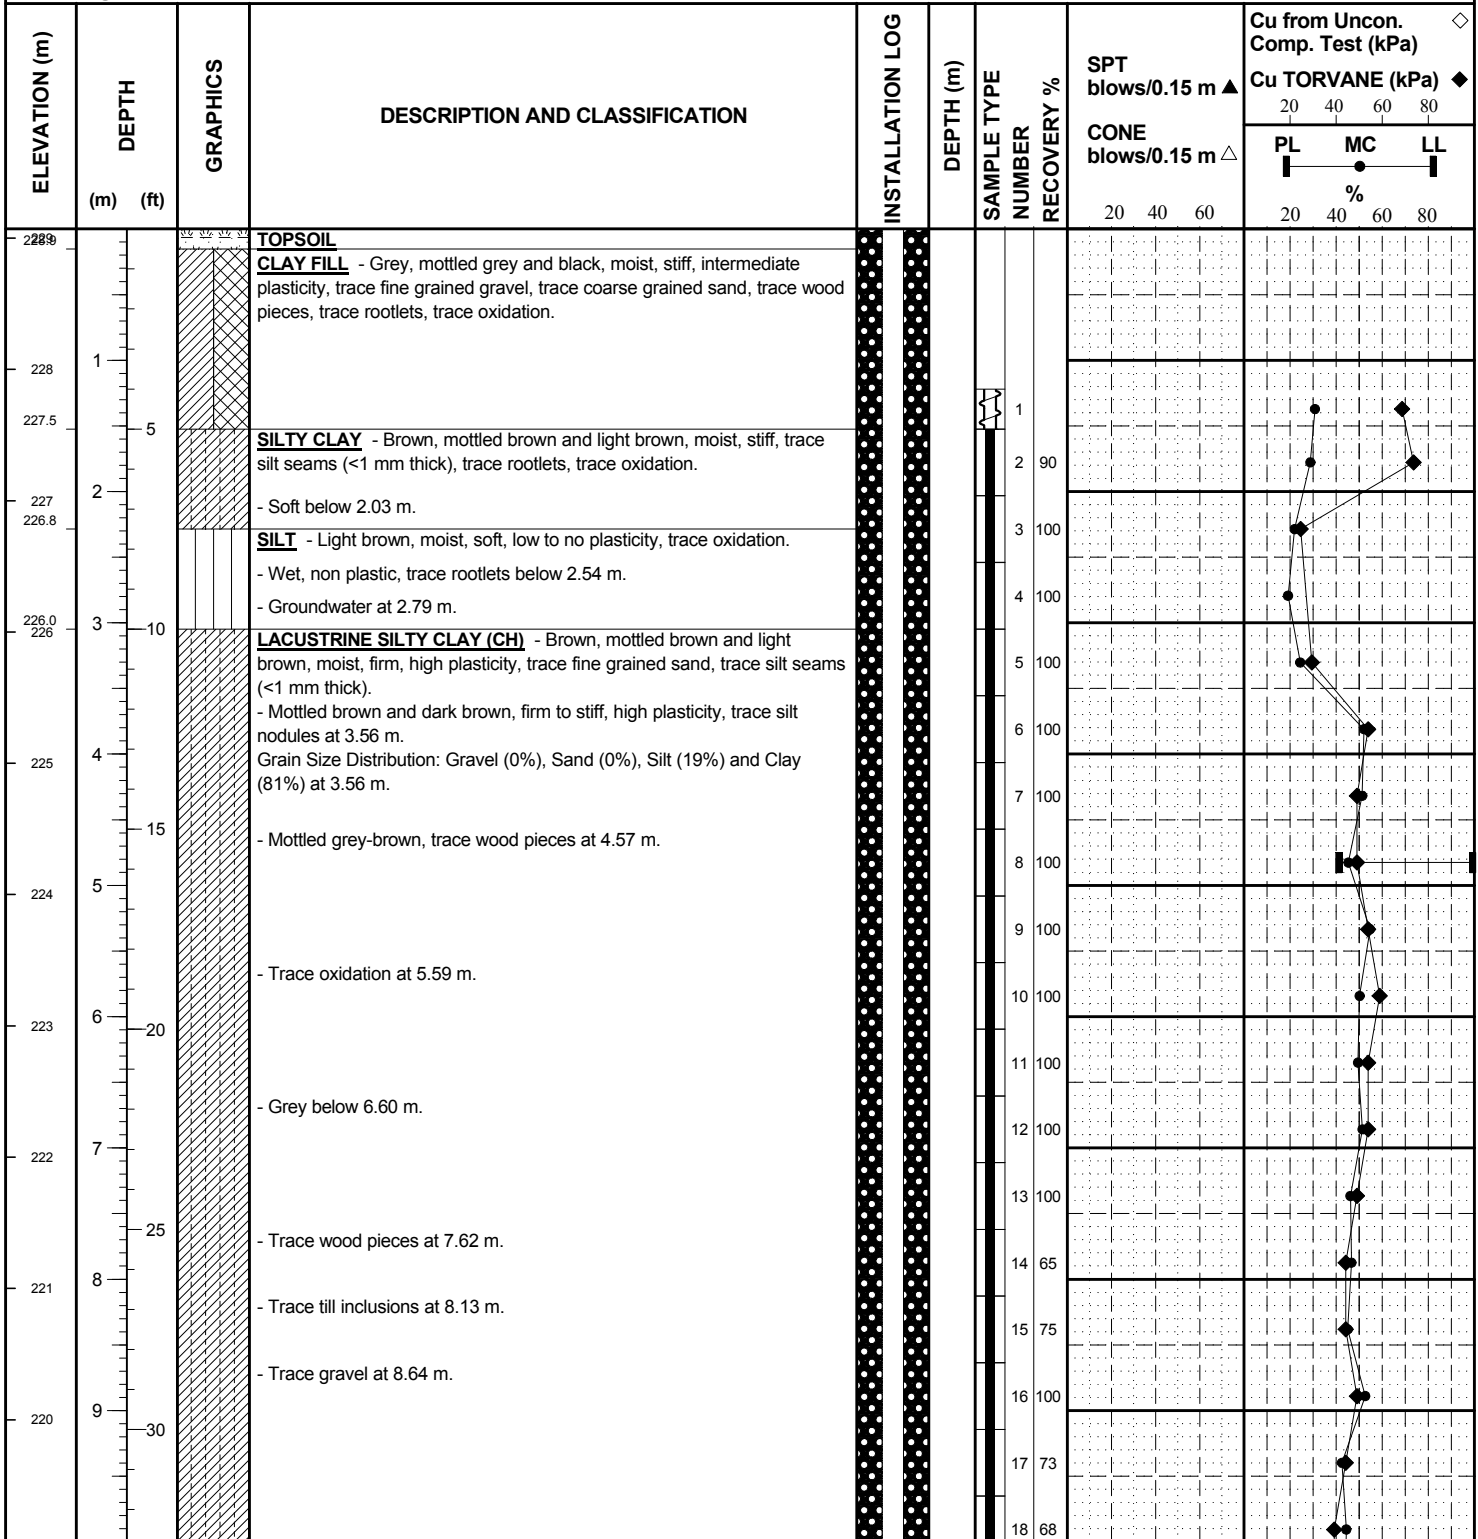 ELEVATION (m)
DEPTH
(m) (ft)
GRAPHICS
DESCRIPTION AND CLASSIFICATION
INSTALLATION LOG
DEPTH (m)
SAMPLE TYPE
NUMBER
RECOVERY %
SPT
blows/0.15 m ▲
CONE
blows/0.15 m △
20 40 60
Cu from Uncon. ◇
Comp. Test (kPa)
Cu TORVANE (kPa) ◆
20 40 60 80
PL MC LL
%
20 40 60 80
229
228.9
TOPSOIL
CLAY FILL - Grey, mottled grey and black, moist, stiff, intermediate
plasticity, trace fine grained gravel, trace coarse grained sand, trace wood
pieces, trace rootlets, trace oxidation.
228
1
1
227.5
5
SILTY CLAY - Brown, mottled brown and light brown, moist, stiff, trace
silt seams (<1 mm thick), trace rootlets, trace oxidation.
2 90
227
2
- Soft below 2.03 m.
226.8
3 100
SILT - Light brown, moist, soft, low to no plasticity, trace oxidation.
- Wet, non plastic, trace rootlets below 2.54 m.
4 100
- Groundwater at 2.79 m.
226.0
226
3
10
LACUSTRINE SILTY CLAY (CH) - Brown, mottled brown and light
brown, moist, firm, high plasticity, trace fine grained sand, trace silt seams
(<1 mm thick).
5 100
- Mottled brown and dark brown, firm to stiff, high plasticity, trace silt
nodules at 3.56 m.
6 100
Grain Size Distribution: Gravel (0%), Sand (0%), Silt (19%) and Clay
(81%) at 3.56 m.
225
4
7 100
15
- Mottled grey-brown, trace wood pieces at 4.57 m.
8 100
224
5
9 100
- Trace oxidation at 5.59 m.
10 100
223
6
20
11 100
- Grey below 6.60 m.
12 100
222
7
13 100
25
- Trace wood pieces at 7.62 m.
14 65
221
8
- Trace till inclusions at 8.13 m.
15 75
- Trace gravel at 8.64 m.
16 100
220
9
30
17 73
18 68